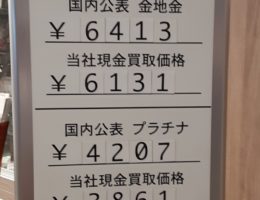 国内公表 金地金
¥6413
当社現金買取価格
¥6131
国内公表 プラチナ
¥4207
当社現金買取価格
¥3861